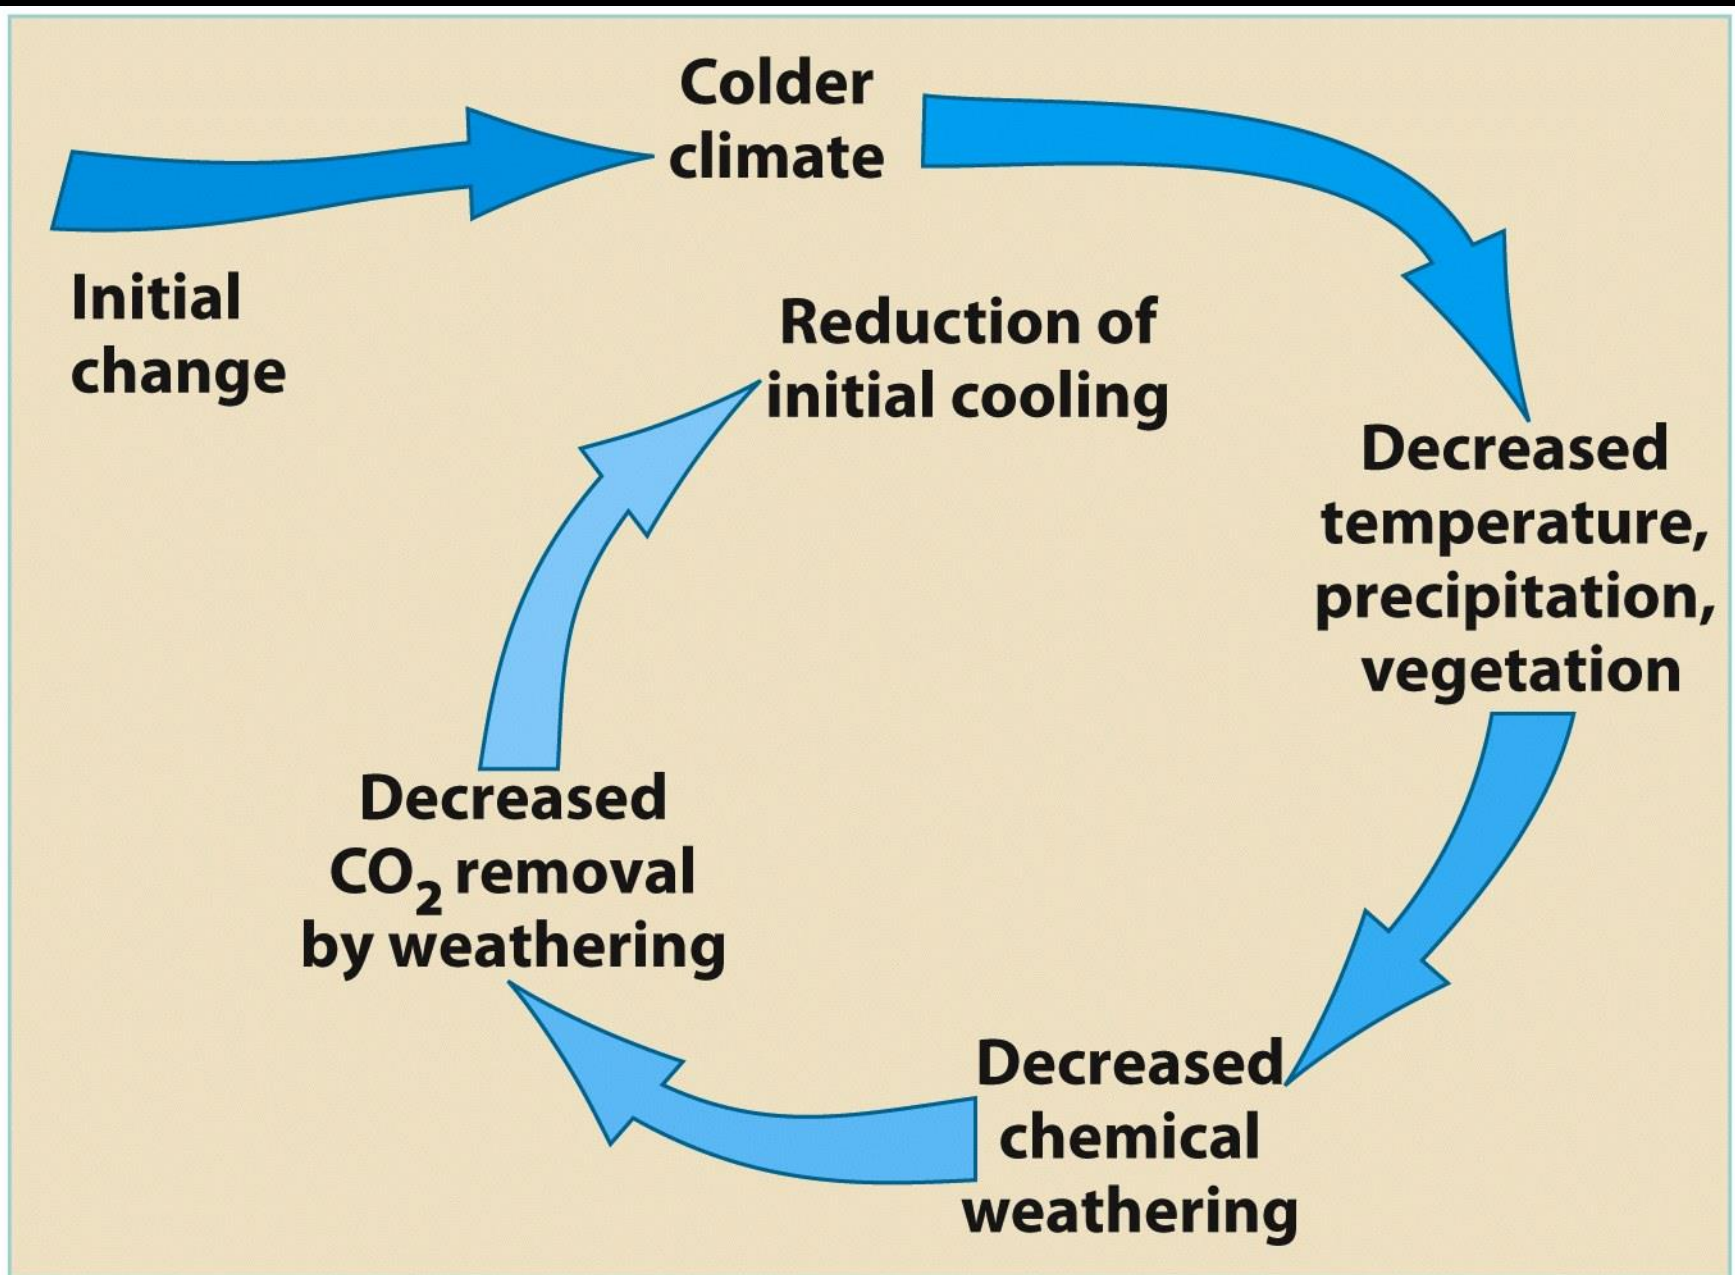 Initial
change
Colder
climate
Decreased
temperature,
precipitation,
vegetation
Decreased
chemical
weathering
Decreased
CO₂ removal
by weathering
Reduction of
initial cooling